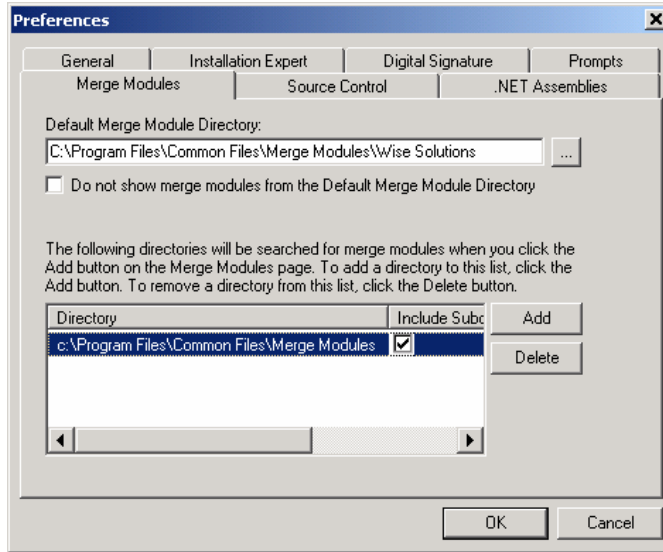 Preferences
General
Installation Expert
Digital Signature
Prompts
Merge Modules
Source Control
.NET Assemblies
Default Merge Module Directory:
C:\Program Files\Common Files\Merge Modules\Wise Solutions
...
Do not show merge modules from the Default Merge Module Directory
The following directories will be searched for merge modules when you click the
Add button on the Merge Modules page. To add a directory to this list, click the
Add button. To remove a directory from this list, click the Delete button.
Directory
Include Subc
Add
c:\Program Files\Common Files\Merge Modules
Delete
OK
Cancel